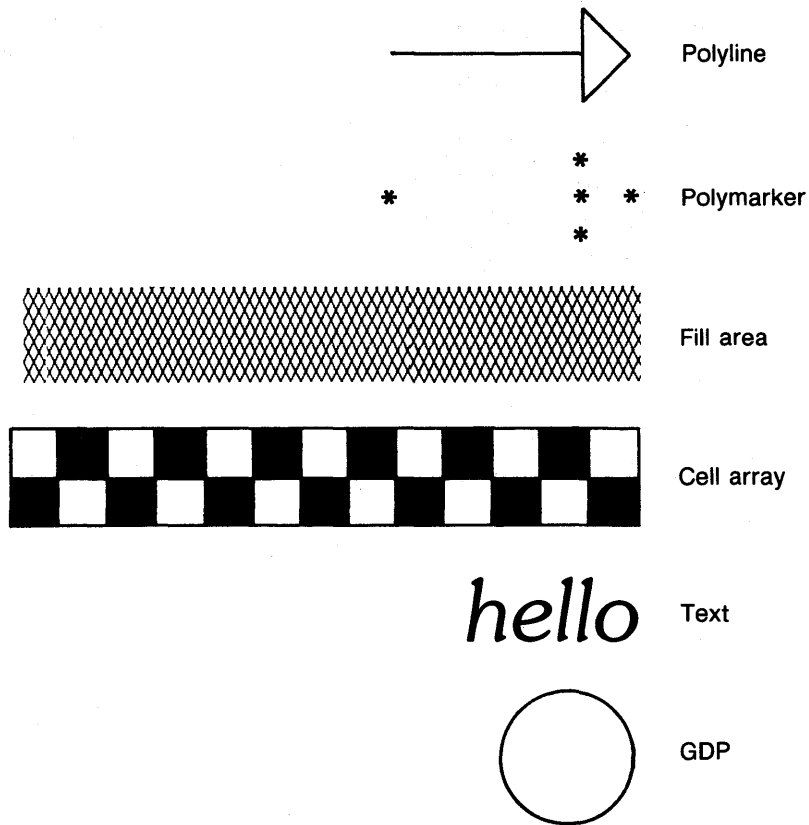 Polyline
Polymarker
Fill area
Cell array
hello Text
GDP